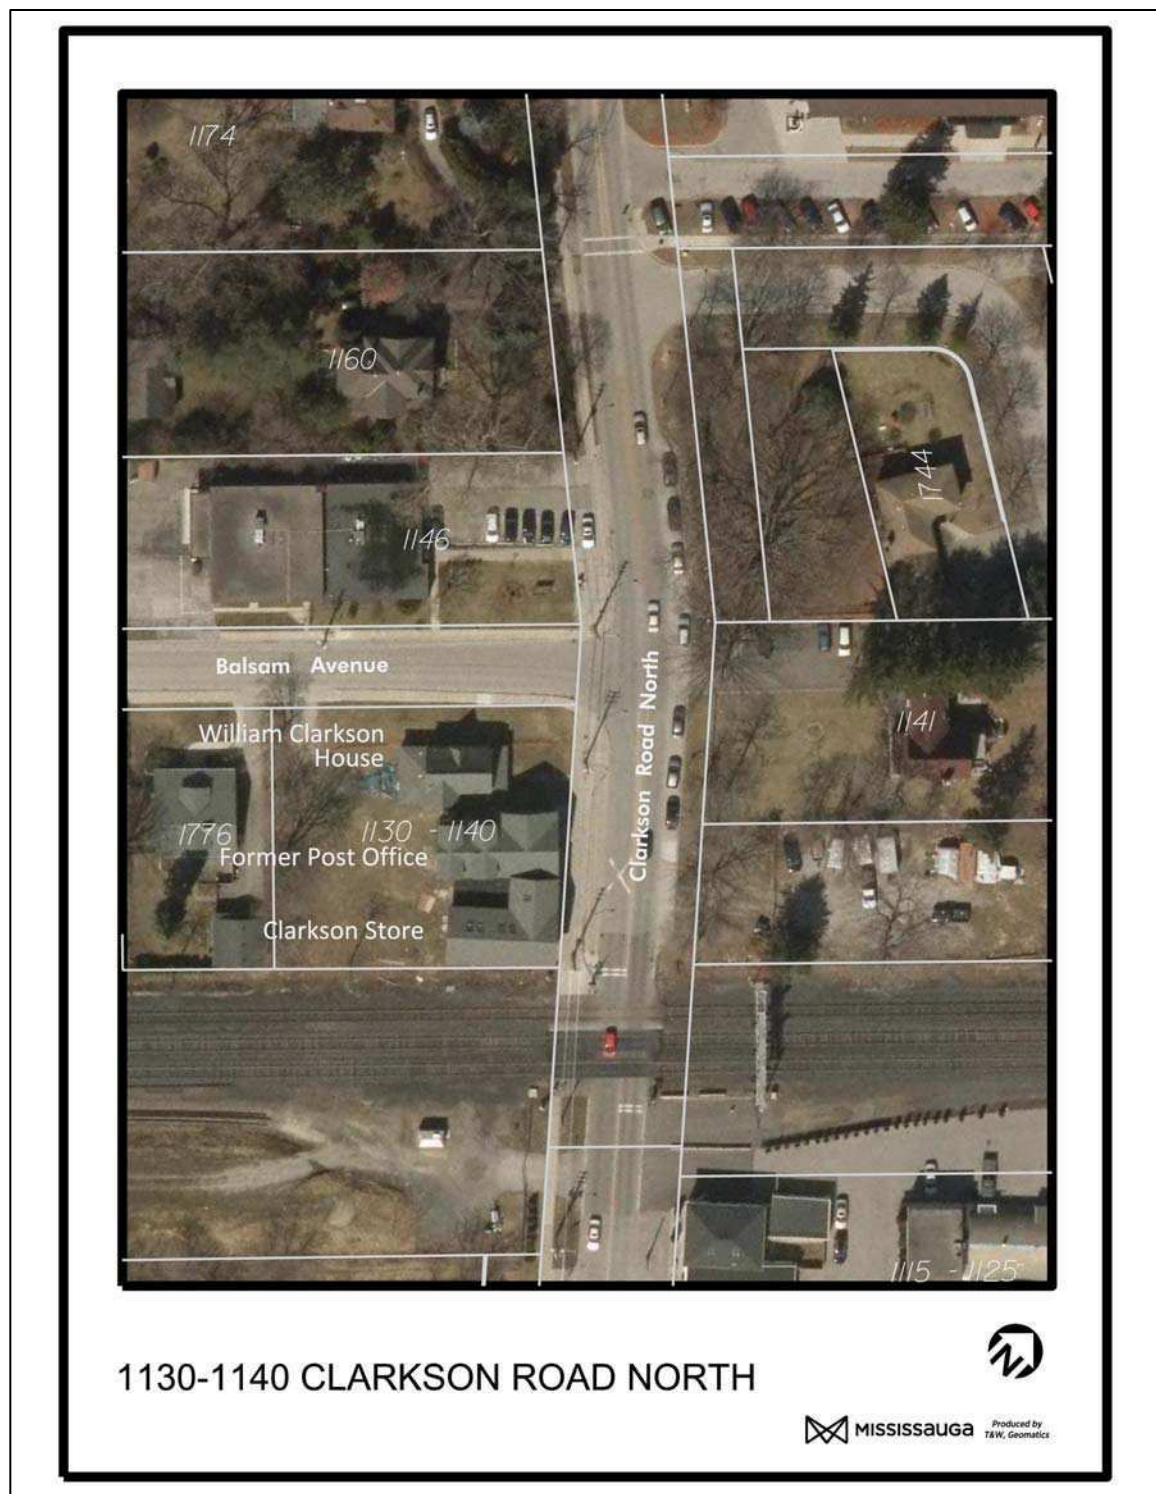 1174
1160
1744
1146
Balsam Avenue
Clarkson Road North
William Clarkson
House
1141
1776
1130 - 1140
Former Post Office
Clarkson Store
1115 - 1125
N
1130-1140 CLARKSON ROAD NORTH
MISSISSAUGA
Produced by
T&W, Geomatics